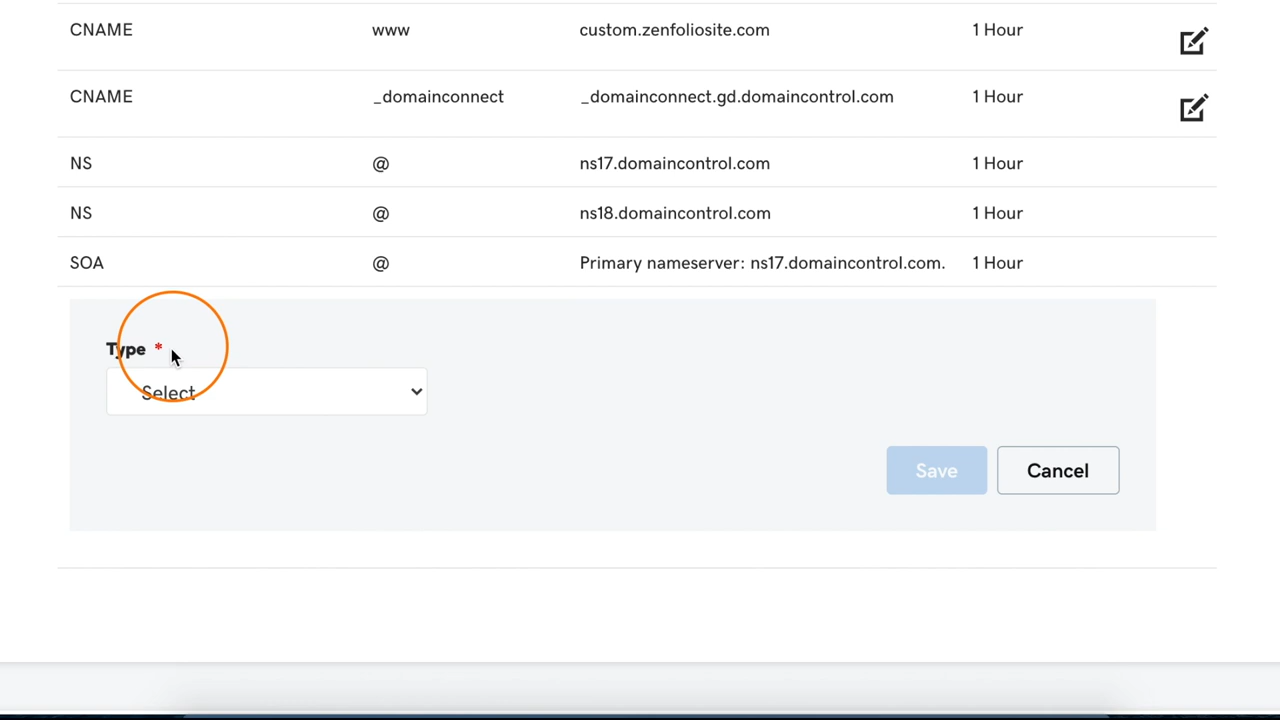 CNAME www custom.zenfoliosite.com 1 Hour
CNAME _domainconnect _domainconnect.gd.domaincontrol.com 1 Hour
NS @ ns17.domaincontrol.com 1 Hour
NS @ ns18.domaincontrol.com 1 Hour
SOA @ Primary nameserver: ns17.domaincontrol.com. 1 Hour
Type *
Select
Save Cancel